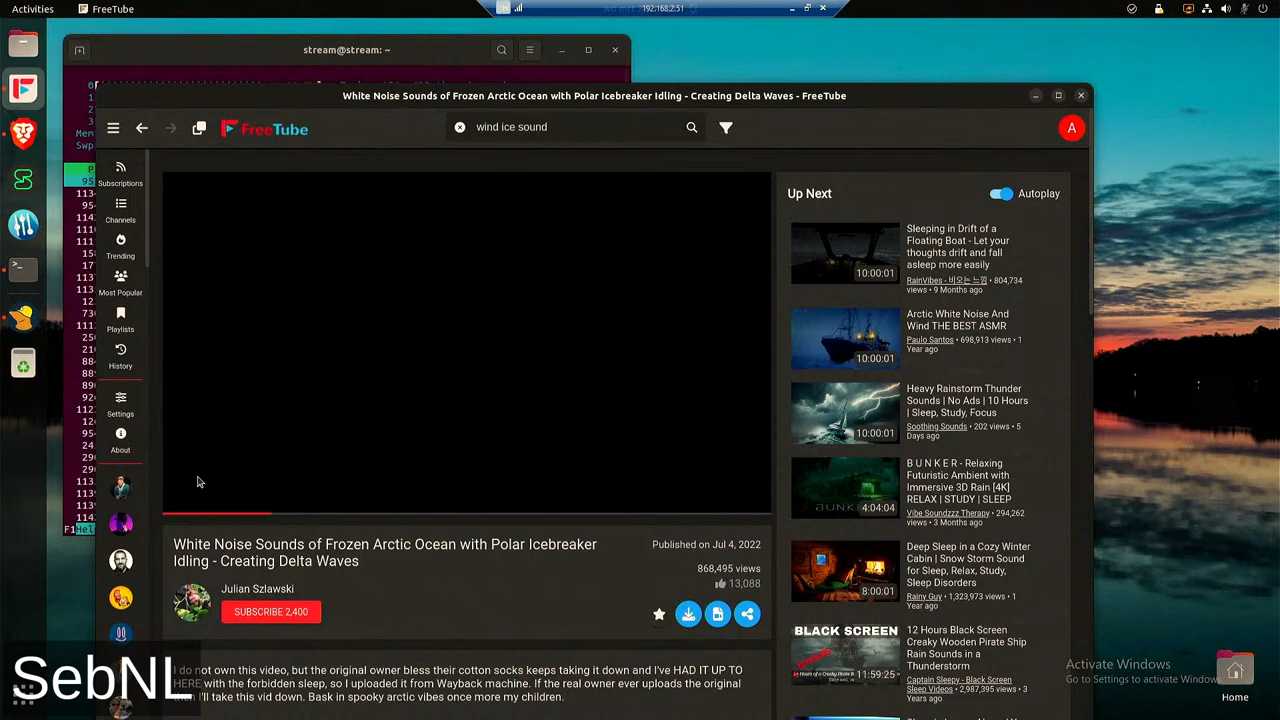 Activities
FreeTube
192.168.2.51
stream@stream: ~
White Noise Sounds of Frozen Arctic Ocean with Polar Icebreaker Idling - Creating Delta Waves - FreeTube
FreeTube
wind ice sound
A
Subscriptions
Channels
Trending
Most Popular
Playlists
History
Settings
About
Up Next
Autoplay
Sleeping in Drift of a
Floating Boat - Let your
thoughts drift and fall
asleep more easily
RainVibes - 비오는 느낌 • 804,734
views • 9 Months ago
10:00:01
Arctic White Noise And
Wind THE BEST ASMR
Paulo Santos • 698,913 views • 1
Year ago
10:00:01
Heavy Rainstorm Thunder
Sounds | No Ads | 10 Hours
| Sleep, Study, Focus
Soothing Sounds • 202 views • 5
Days ago
10:00:01
B U N K E R - Relaxing
Futuristic Ambient with
Immersive 3D Rain [4K]
RELAX | STUDY | SLEEP
Vibe Soundzzz Therapy • 294,262
views • 3 Months ago
4:04:04
Deep Sleep in a Cozy Winter
Cabin | Snow Storm Sound
for Sleep, Relax, Study,
Sleep Disorders
Rainy Guy • 1,323,973 views • 1
Year ago
8:00:01
12 Hours Black Screen
Creaky Wooden Pirate Ship
Rain Sounds in a
Thunderstorm
Captain Sleepy - Black Screen
Sleep Videos • 2,987,395 views • 3
Years ago
BLACK SCREEN
11:59:25
White Noise Sounds of Frozen Arctic Ocean with Polar Icebreaker
Idling - Creating Delta Waves
Published on Jul 4, 2022
868,495 views
13,088
Julian Szlawski
SUBSCRIBE 2,400
I do not own this video, but the original owner bless their cotton socks keeps taking it down and I've HAD IT UP TO
HERE with the forbidden sleep, so I uploaded it from Wayback machine. If the real owner ever uploads the original
I'll take this vid down. Bask in spooky arctic vibes once more my children.
SebNL
Activate Windows
Go to Settings to activate Windows.
Home